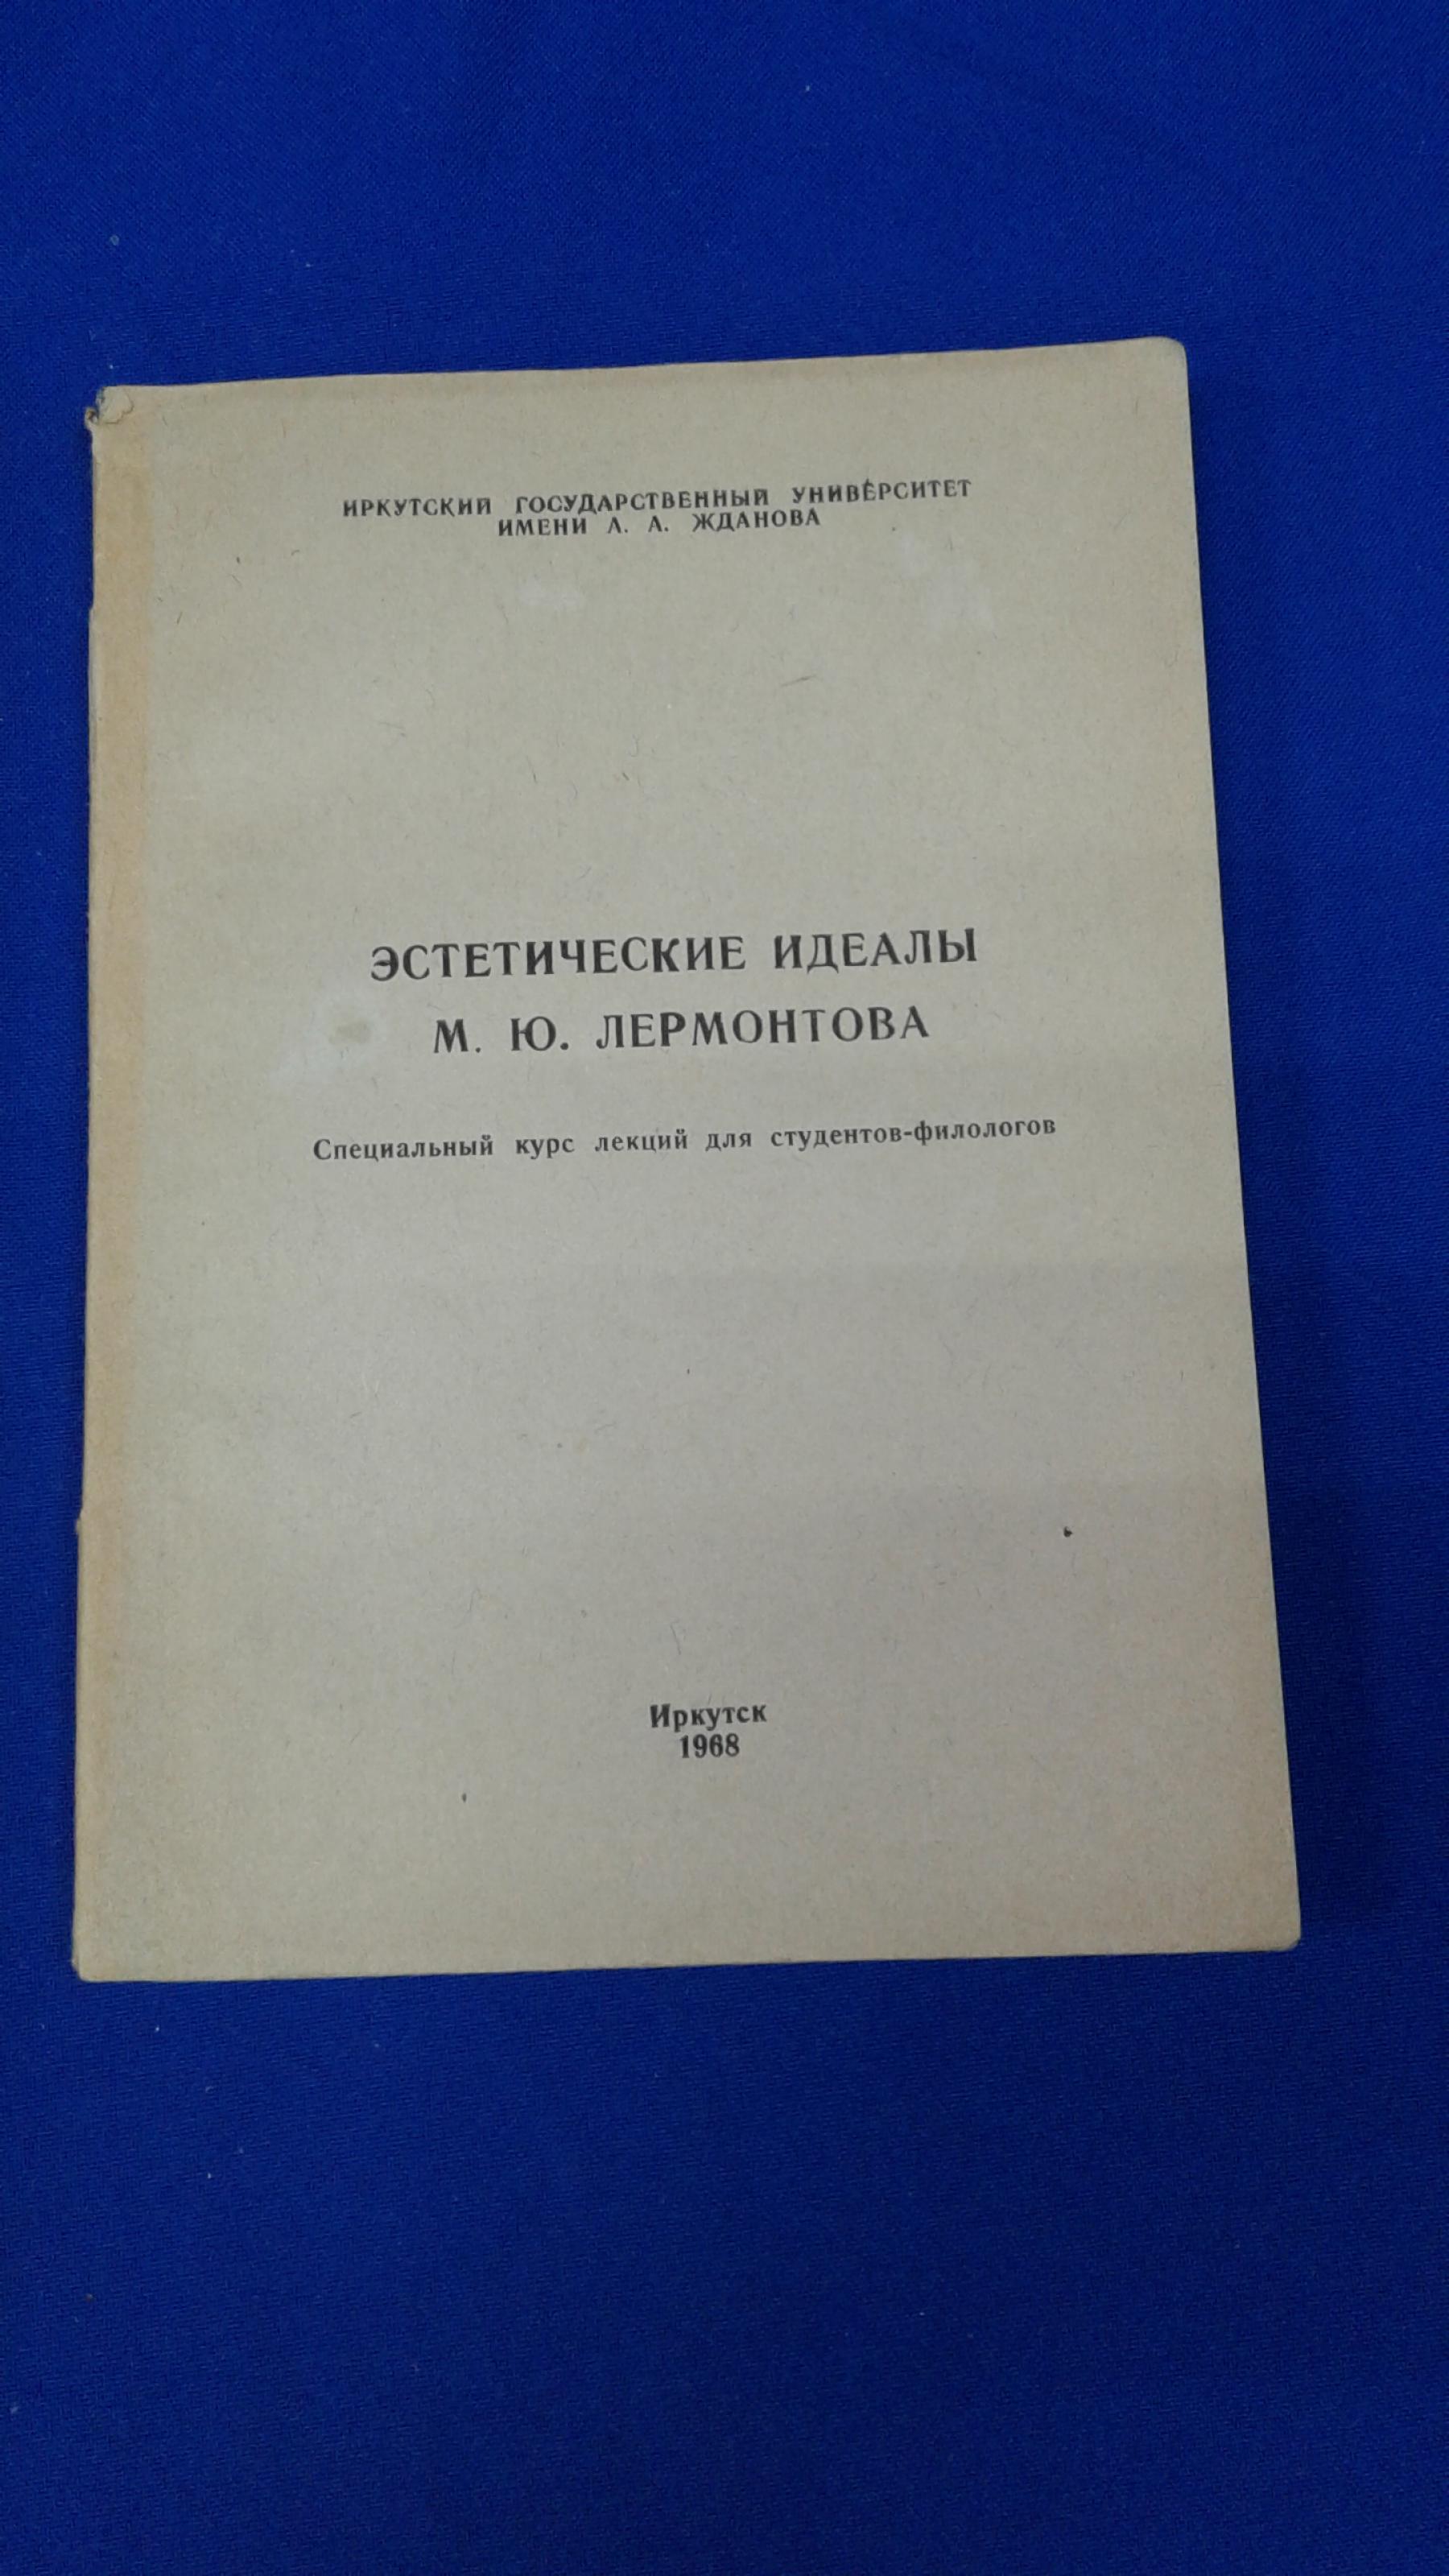 ИРКУТСКИЙ ГОСУДАРСТВЕННЫЙ УНИВЕРСИТЕТ
ИМЕНИ А. А. ЖДАНОВА
ЭСТЕТИЧЕСКИЕ ИДЕАЛЫ
М. Ю. ЛЕРМОНТОВА
Специальный курс лекций для студентов-филологов
Иркутск
1968